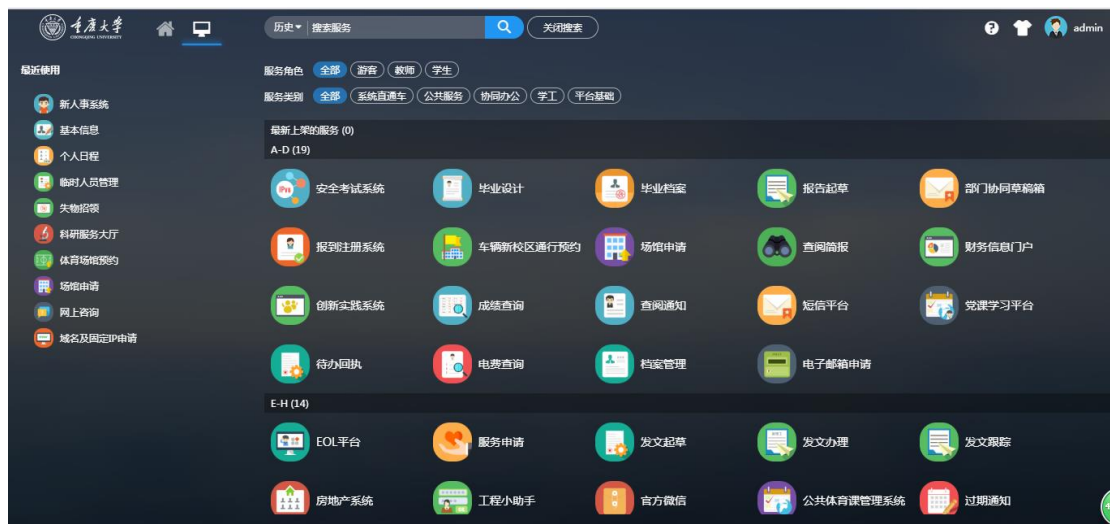 重庆大学
CHONGQING UNIVERSITY
历史 搜索服务 关闭搜索
? admin
最近使用
新人事系统
基本信息
个人日程
临时人员管理
失物招领
科研服务大厅
体育场馆预约
场馆申请
网上咨询
域名及固定IP申请
服务角色 全部 游客 教师 学生
服务类别 全部 系统直通车 公共服务 协同办公 学工 平台基础
最新上架的服务 (0)
A-D (19)
安全考试系统 毕业设计 毕业档案 报告起草 部门协同草稿箱
报到注册系统 车辆新校区通行预约 场馆申请 查阅简报 财务信息门户
创新实践系统 成绩查询 查阅通知 短信平台 党课学习平台
待办回执 电费查询 档案管理 电子邮箱申请
E-H (14)
EOL平台 服务申请 发文起草 发文办理 发文跟踪
房地产系统 工程小助手 官方微信 公共体育课管理系统 过期通知